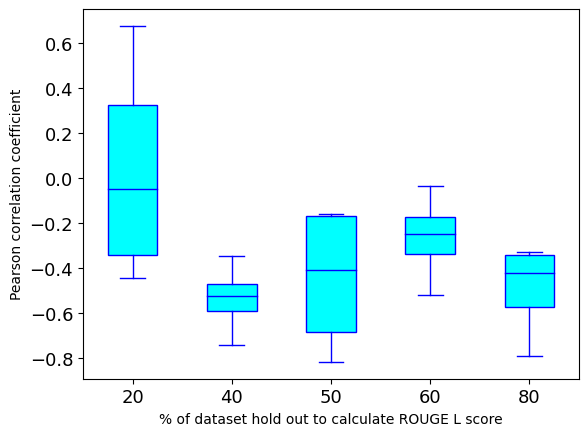 Pearson correlation coefficient
0.6
0.4
0.2
0.0
−0.2
−0.4
−0.6
−0.8
20 40 50 60 80
% of dataset hold out to calculate ROUGE L score